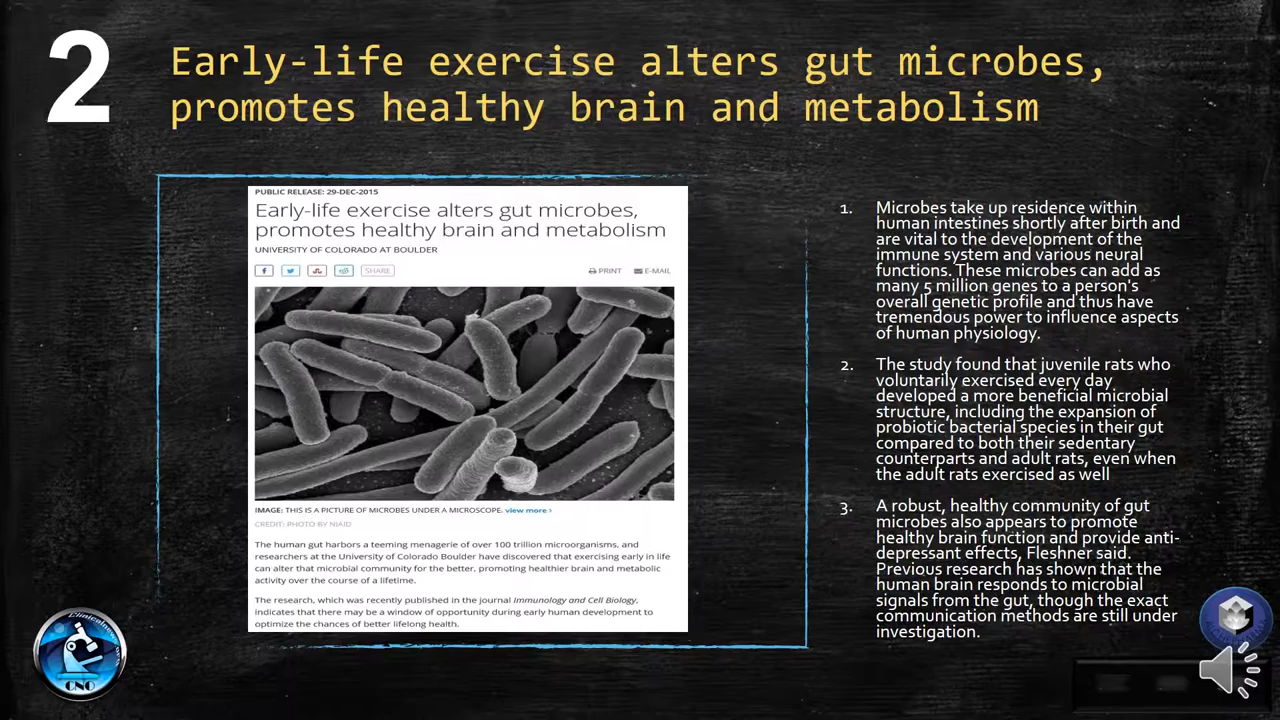 2
Early-life exercise alters gut microbes,
promotes healthy brain and metabolism
PUBLIC RELEASE: 29-DEC-2015
Early-life exercise alters gut microbes,
promotes healthy brain and metabolism
UNIVERSITY OF COLORADO AT BOULDER
SHARE
PRINT
E-MAIL
IMAGE: THIS IS A PICTURE OF MICROBES UNDER A MICROSCOPE. view more ›
CREDIT: PHOTO BY NIAID
The human gut harbors a teeming menagerie of over 100 trillion microorganisms, and
researchers at the University of Colorado Boulder have discovered that exercising early in life
can alter that microbial community for the better, promoting healthier brain and metabolic
activity over the course of a lifetime.
The research, which was recently published in the journal Immunology and Cell Biology,
indicates that there may be a window of opportunity during early human development to
optimize the chances of better lifelong health.
1. Microbes take up residence within
human intestines shortly after birth and
are vital to the development of the
immune system and various neural
functions. These microbes can add as
many 5 million genes to a person's
overall genetic profile and thus have
tremendous power to influence aspects
of human physiology.
2. The study found that juvenile rats who
voluntarily exercised every day
developed a more beneficial microbial
structure, including the expansion of
probiotic bacterial species in their gut
compared to both their sedentary
counterparts and adult rats, even when
the adult rats exercised as well
3. A robust, healthy community of gut
microbes also appears to promote
healthy brain function and provide anti-
depressant effects, Fleshner said.
Previous research has shown that the
human brain responds to microbial
signals from the gut, though the exact
communication methods are still under
investigation.
CNO